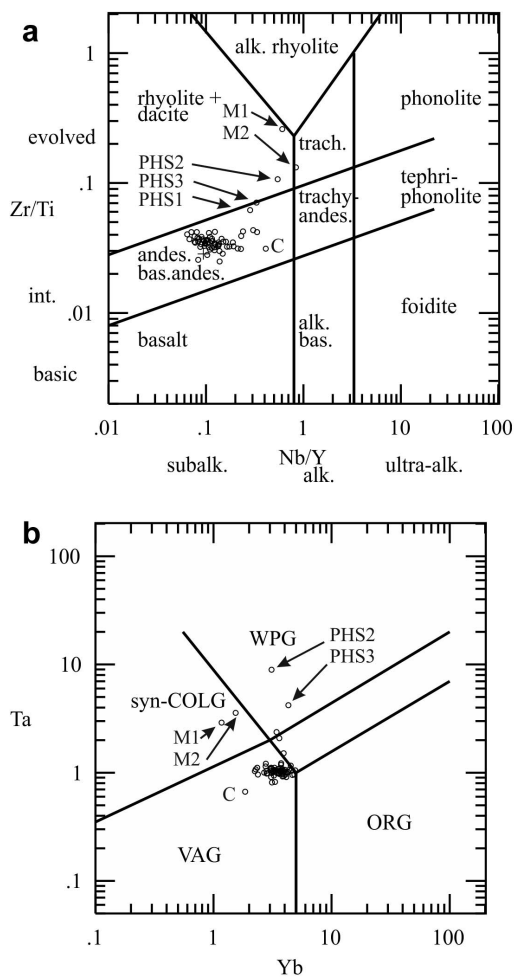 a
alk. rhyolite
1
rhyolite +
dacite
M1
phonolite
evolved
M2
trach.
PHS2
.1
PHS3
trachy-
andes.
tephri-
phonolite
Zr/Ti
PHS1
C
andes.
bas.andes.
int.
.01
foidite
basalt
alk.
bas.
basic
.01
.1
1
10
100
subalk.
Nb/Y
alk.
ultra-alk.
b
100
WPG
PHS2
PHS3
10
syn-COLG
Ta
M1
M2
1
C
ORG
VAG
.1
.1
1
10
100
Yb